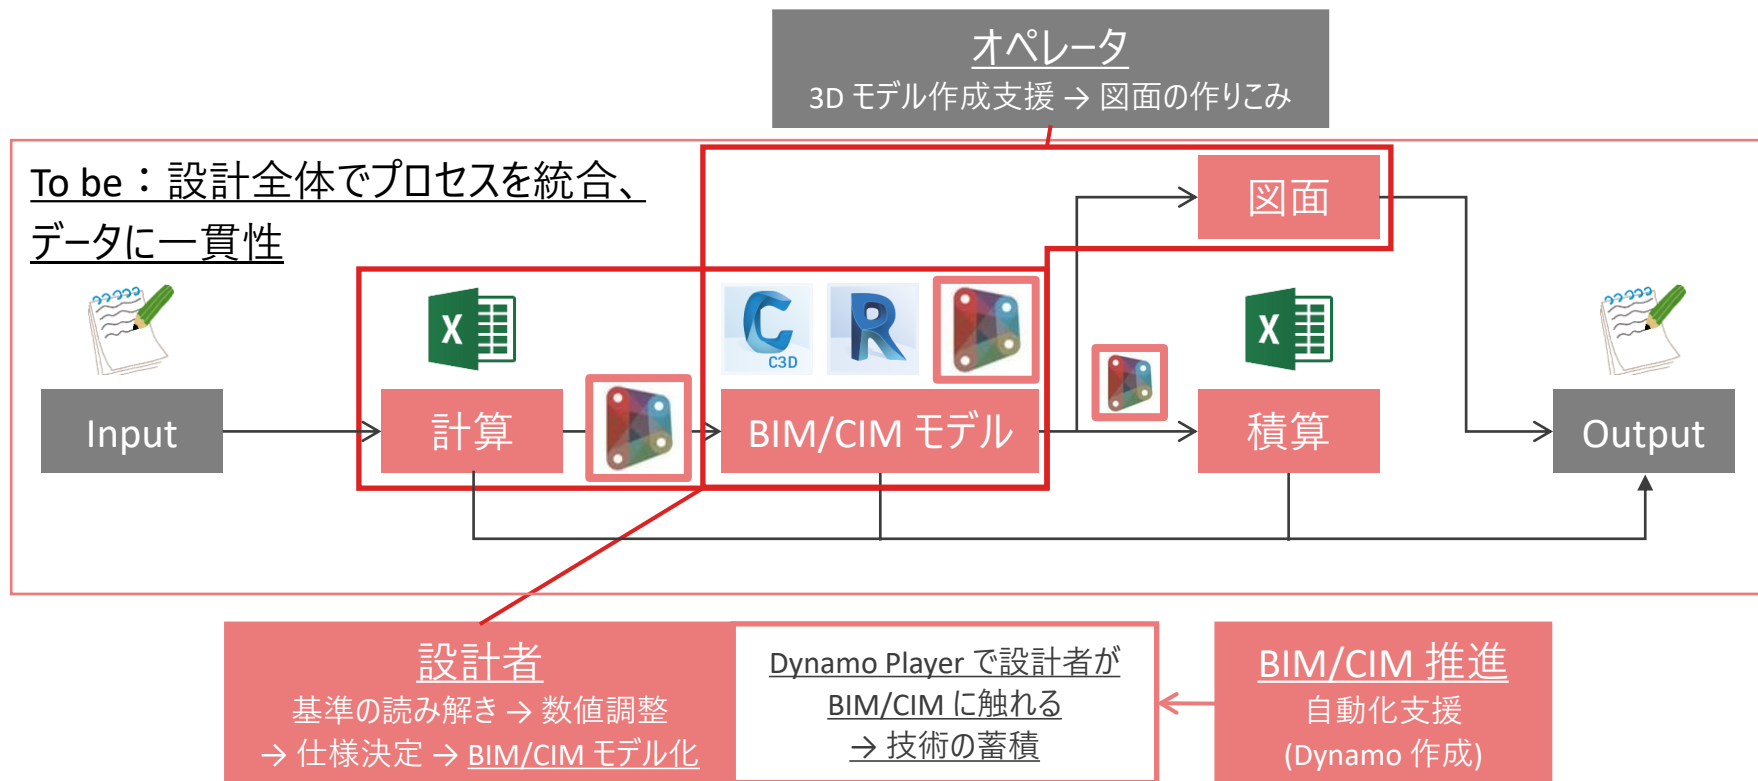 オペレータ
3D モデル作成支援 → 図面の作りこみ
To be：設計全体でプロセスを統合、
データに一貫性
図面
C3D
Input
計算
BIM/CIM モデル
積算
Output
設計者
基準の読み解き → 数値調整
→ 仕様決定 → BIM/CIM モデル化
Dynamo Player で設計者が
BIM/CIM に触れる
→ 技術の蓄積
BIM/CIM 推進
自動化支援
(Dynamo 作成)